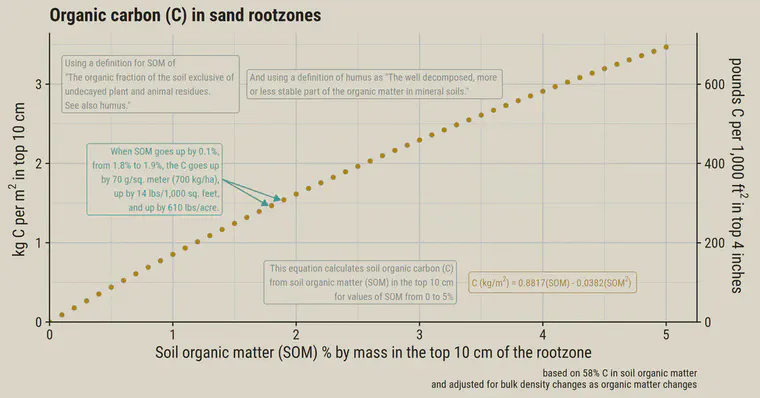 Organic carbon (C) in sand rootzones
Using a definition for SOM of
"The organic fraction of the soil exclusive of
undecayed plant and animal residues.
See also humus."
And using a definition of humus as "The well decomposed, more
or less stable part of the organic matter in mineral soils."
When SOM goes up by 0.1%,
from 1.8% to 1.9%, the C goes up
by 70 g/sq. meter (700 kg/ha),
up by 14 lbs/1,000 sq. feet,
and up by 610 lbs/acre.
This equation calculates soil organic carbon (C)
from soil organic matter (SOM) in the top 10 cm
for values of SOM from 0 to 5%
C (kg/m²) = 0.8817(SOM) - 0.0382(SOM²)
kg C per m² in top 10 cm
3
2
1
0
pounds C per 1,000 ft² in top 4 inches
600
400
200
0
0 1 2 3 4 5
Soil organic matter (SOM) % by mass in the top 10 cm of the rootzone
based on 58% C in soil organic matter
and adjusted for bulk density changes as organic matter changes